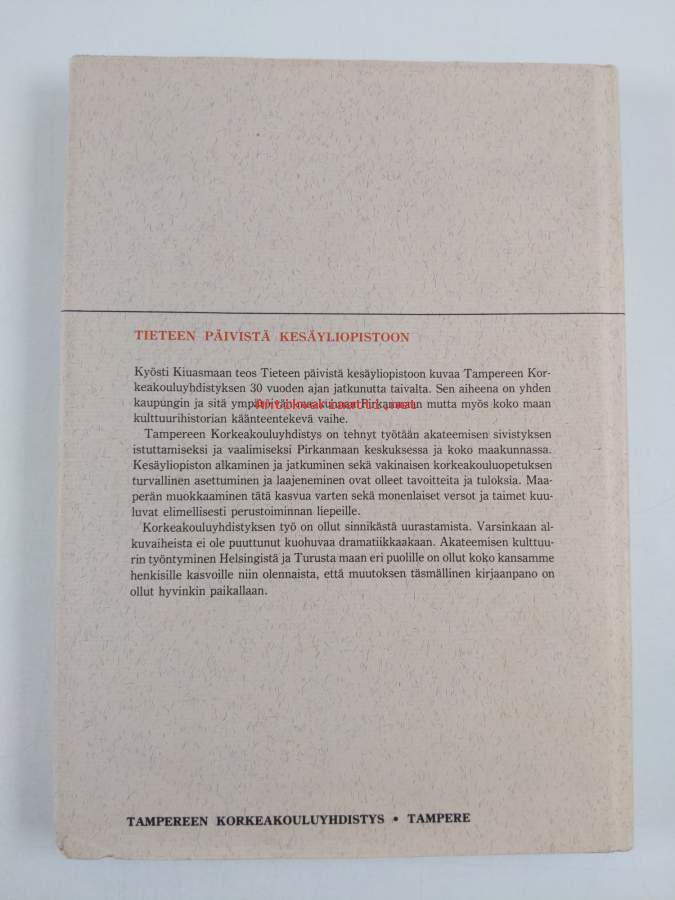 TIETEEN PÄIVISTÄ KESÄYLIOPISTOON
Kyösti Kiuasmaan teos Tieteen päivistä kesäyliopistoon kuvaa Tampereen Kor-
keakouluyhdistyksen 30 vuoden ajan jatkunutta taivalta. Sen aiheena on yhden
kaupungin ja sitä ympäröivän maakunnan Pirkanmaan mutta myös koko maan
kulttuurihistorian käänteentekevä vaihe.
Tampereen Korkeakouluyhdistys on tehnyt työtään akateemisen sivistyksen
istuttamiseksi ja vaalimiseksi Pirkanmaan keskuksessa ja koko maakunnassa.
Kesäyliopiston alkaminen ja jatkuminen sekä vakinaisen korkeakouluopetuksen
turvallinen asettuminen ja laajeneminen ovat olleet tavoitteita ja tuloksia. Maa-
perän muokkaaminen tätä kasvua varten sekä monenlaiset versot ja taimet kuu-
luvat elimellisesti perustoiminnan liepeille.
Korkeakouluyhdistyksen työ on ollut sinnikästä uurastamista. Varsinkaan al-
kuvaiheista ei ole puuttunut kuohuvaa dramatiikkaakaan. Akateemisen kulttuu-
rin työntyminen Helsingistä ja Turusta maan eri puolille on ollut koko kansamme
henkisille kasvoille niin olennaista, että muutoksen täsmällinen kirjaanpano on
ollut hyvinkin paikallaan.
TAMPEREEN KORKEAKOULUYHDISTYS • TAMPERE